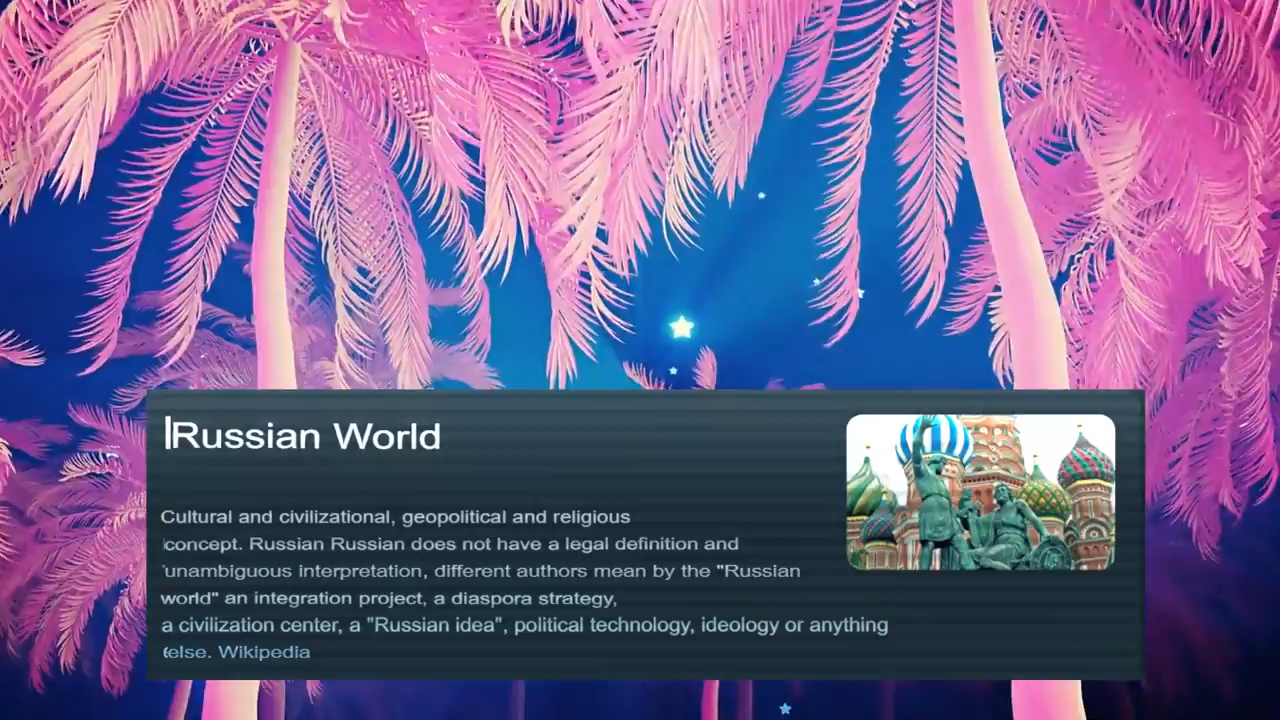 Russian World
Cultural and civilizational, geopolitical and religious
concept. Russian Russian does not have a legal definition and
unambiguous interpretation, different authors mean by the "Russian
world" an integration project, a diaspora strategy,
a civilization center, a "Russian idea", political technology, ideology or anything
else. Wikipedia